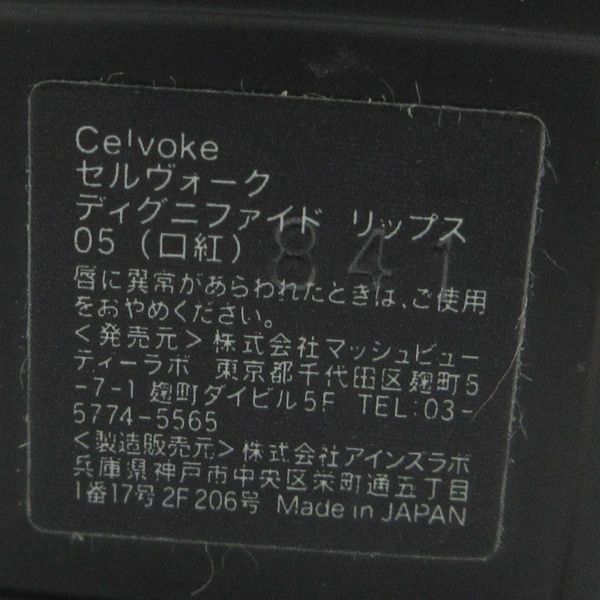 Celvoke
セルヴォーク
ディグニファイド リップス
05（口紅）
841
唇に異常があらわれたときは、ご使用
をおやめください。
＜発売元＞株式会社マッシュビュー
ティーラボ 東京都千代田区麹町5
-7-1 麹町ダイビル5F TEL:03-
5774-5565
＜製造販売元＞株式会社アインズラボ
兵庫県神戸市中央区栄町通五丁目
1番17号2F206号 Made in JAPAN